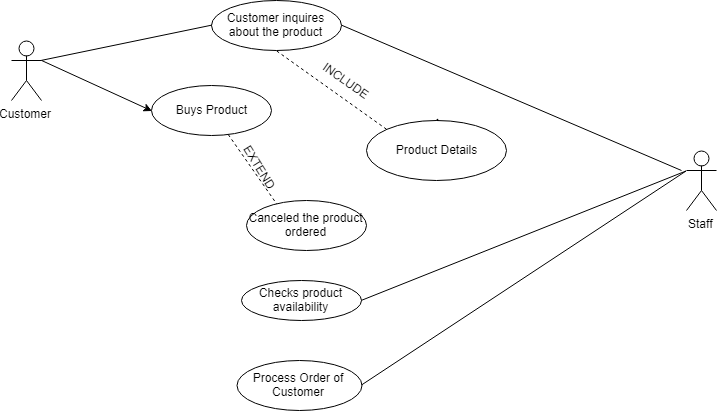 Customer inquires
about the product
INCLUDE
Customer
Buys Product
Product Details
EXTEND
Staff
Canceled the product
ordered
Checks product
availability
Process Order of
Customer